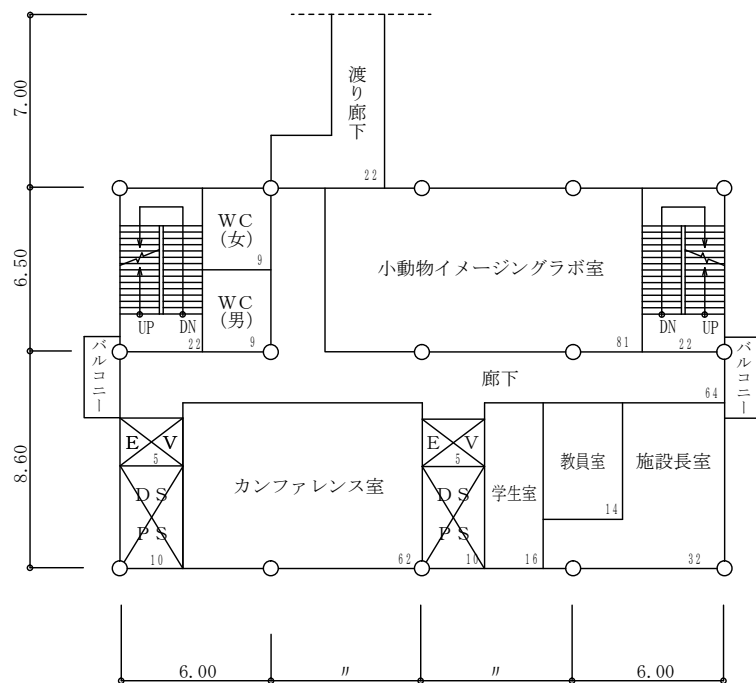 7.00
渡り廊下
22
WC
(女)
9
6.50
小動物イメージングラボ室
WC
(男)
9
UP
DN
22
81
DN
UP
22
バルコニー
バルコニー
廊下
64
8.60
E V
5
E V
5
カンファレンス室
62
学生室
16
教員室
14
施設長室
32
DS
PS
10
DS
PS
10
6.00
〃
〃
6.00